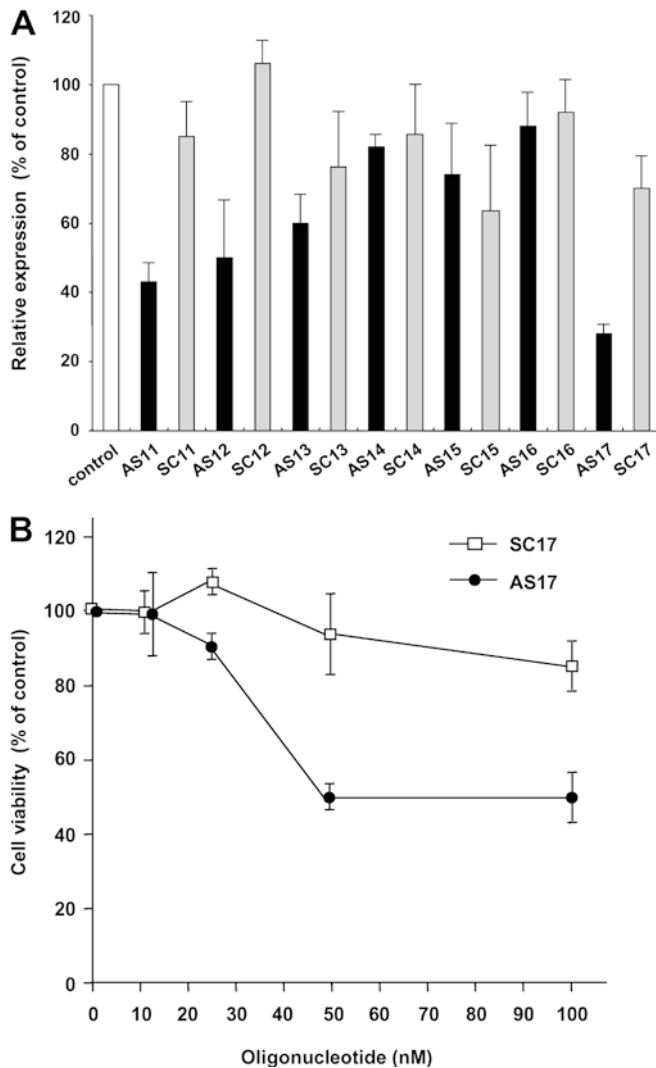 A
Relative expression (% of control)
120
100
80
60
40
20
0
control
AS11
SC11
AS12
SC12
AS13
SC13
AS14
SC14
AS15
SC15
AS16
SC16
AS17
SC17
B
Cell viability (% of control)
120
100
80
60
40
20
0
SC17
AS17
0 10 20 30 40 50 60 70 80 90 100
Oligonucleotide (nM)